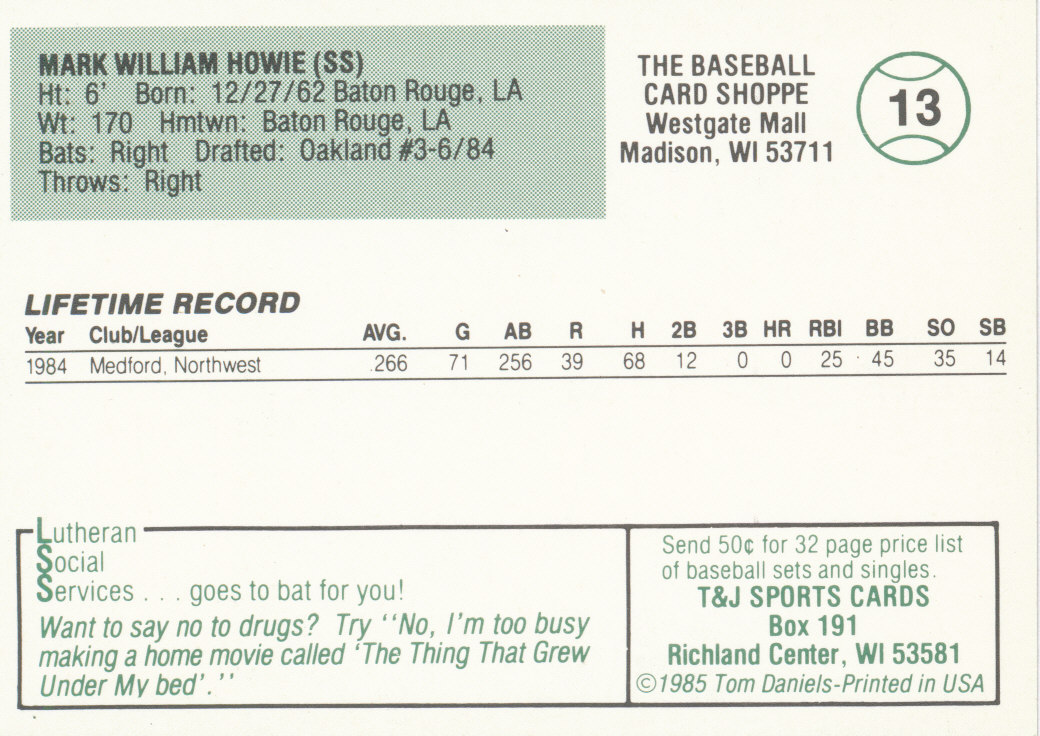 MARK WILLIAM HOWIE (SS)
Ht: 6' Born: 12/27/62 Baton Rouge, LA
Wt: 170 Hmtwn: Baton Rouge, LA
Bats: Right Drafted: Oakland #3-6/84
Throws: Right
THE BASEBALL
CARD SHOPPE
Westgate Mall
Madison, WI 53711
13
LIFETIME RECORD
Year Club/League AVG. G AB R H 2B 3B HR RBI BB SO SB
1984 Medford, Northwest .266 71 256 39 68 12 0 0 25 45 35 14
Lutheran
Social
Services . . . goes to bat for you!
Want to say no to drugs? Try ''No, I'm too busy
making a home movie called 'The Thing That Grew
Under My bed'.''
Send 50¢ for 32 page price list
of baseball sets and singles.
T&J SPORTS CARDS
Box 191
Richland Center, WI 53581
©1985 Tom Daniels-Printed in USA